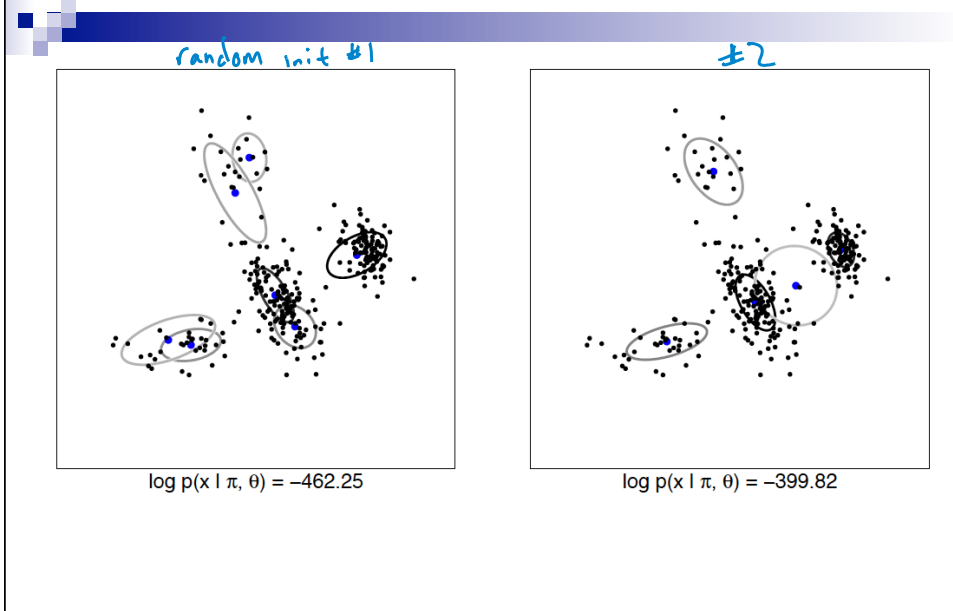 random init #1
#2
log p(x | π, θ) = −462.25
log p(x | π, θ) = −399.82